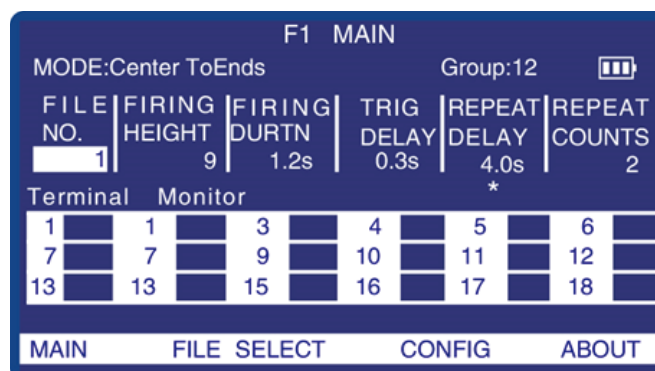 F1 MAIN
MODE:Center ToEnds Group:12
FILE FIRING FIRING TRIG REPEAT REPEAT
NO. HEIGHT DURTN DELAY DELAY COUNTS
1 9 1.2s 0.3s 4.0s 2
Terminal Monitor *
1 1 3 4 5 6
7 7 9 10 11 12
13 13 15 16 17 18
MAIN FILE SELECT CONFIG ABOUT